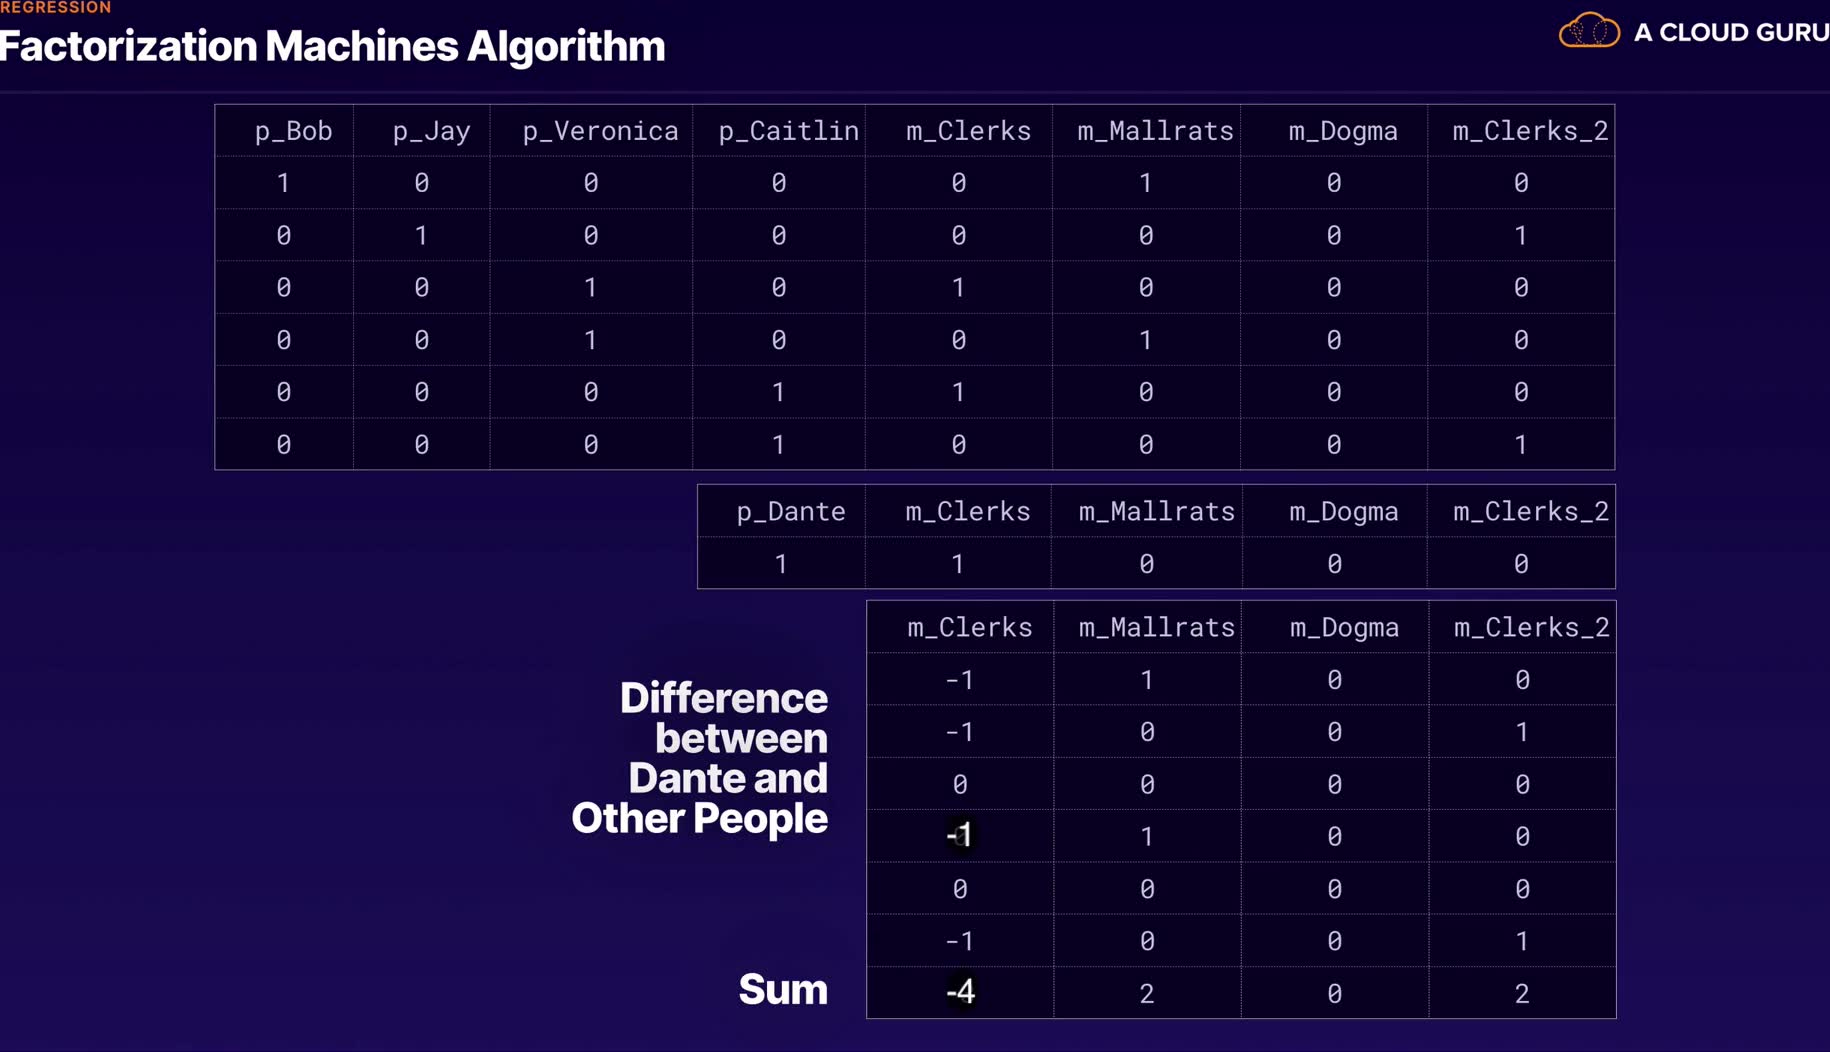 REGRESSION
Factorization Machines Algorithm
A CLOUD GURU
p_Bob p_Jay p_Veronica p_Caitlin m_Clerks m_Mallrats m_Dogma m_Clerks_2
1 0 0 0 0 1 0 0
0 1 0 0 0 0 0 1
0 0 1 0 1 0 0 0
0 0 1 0 0 1 0 0
0 0 0 1 1 0 0 0
0 0 0 1 0 0 0 1
p_Dante m_Clerks m_Mallrats m_Dogma m_Clerks_2
1 1 0 0 0
Difference
between
Dante and
Other People
m_Clerks m_Mallrats m_Dogma m_Clerks_2
-1 1 0 0
-1 0 0 1
0 0 0 0
-1 1 0 0
0 0 0 0
-1 0 0 1
Sum -4 2 0 2